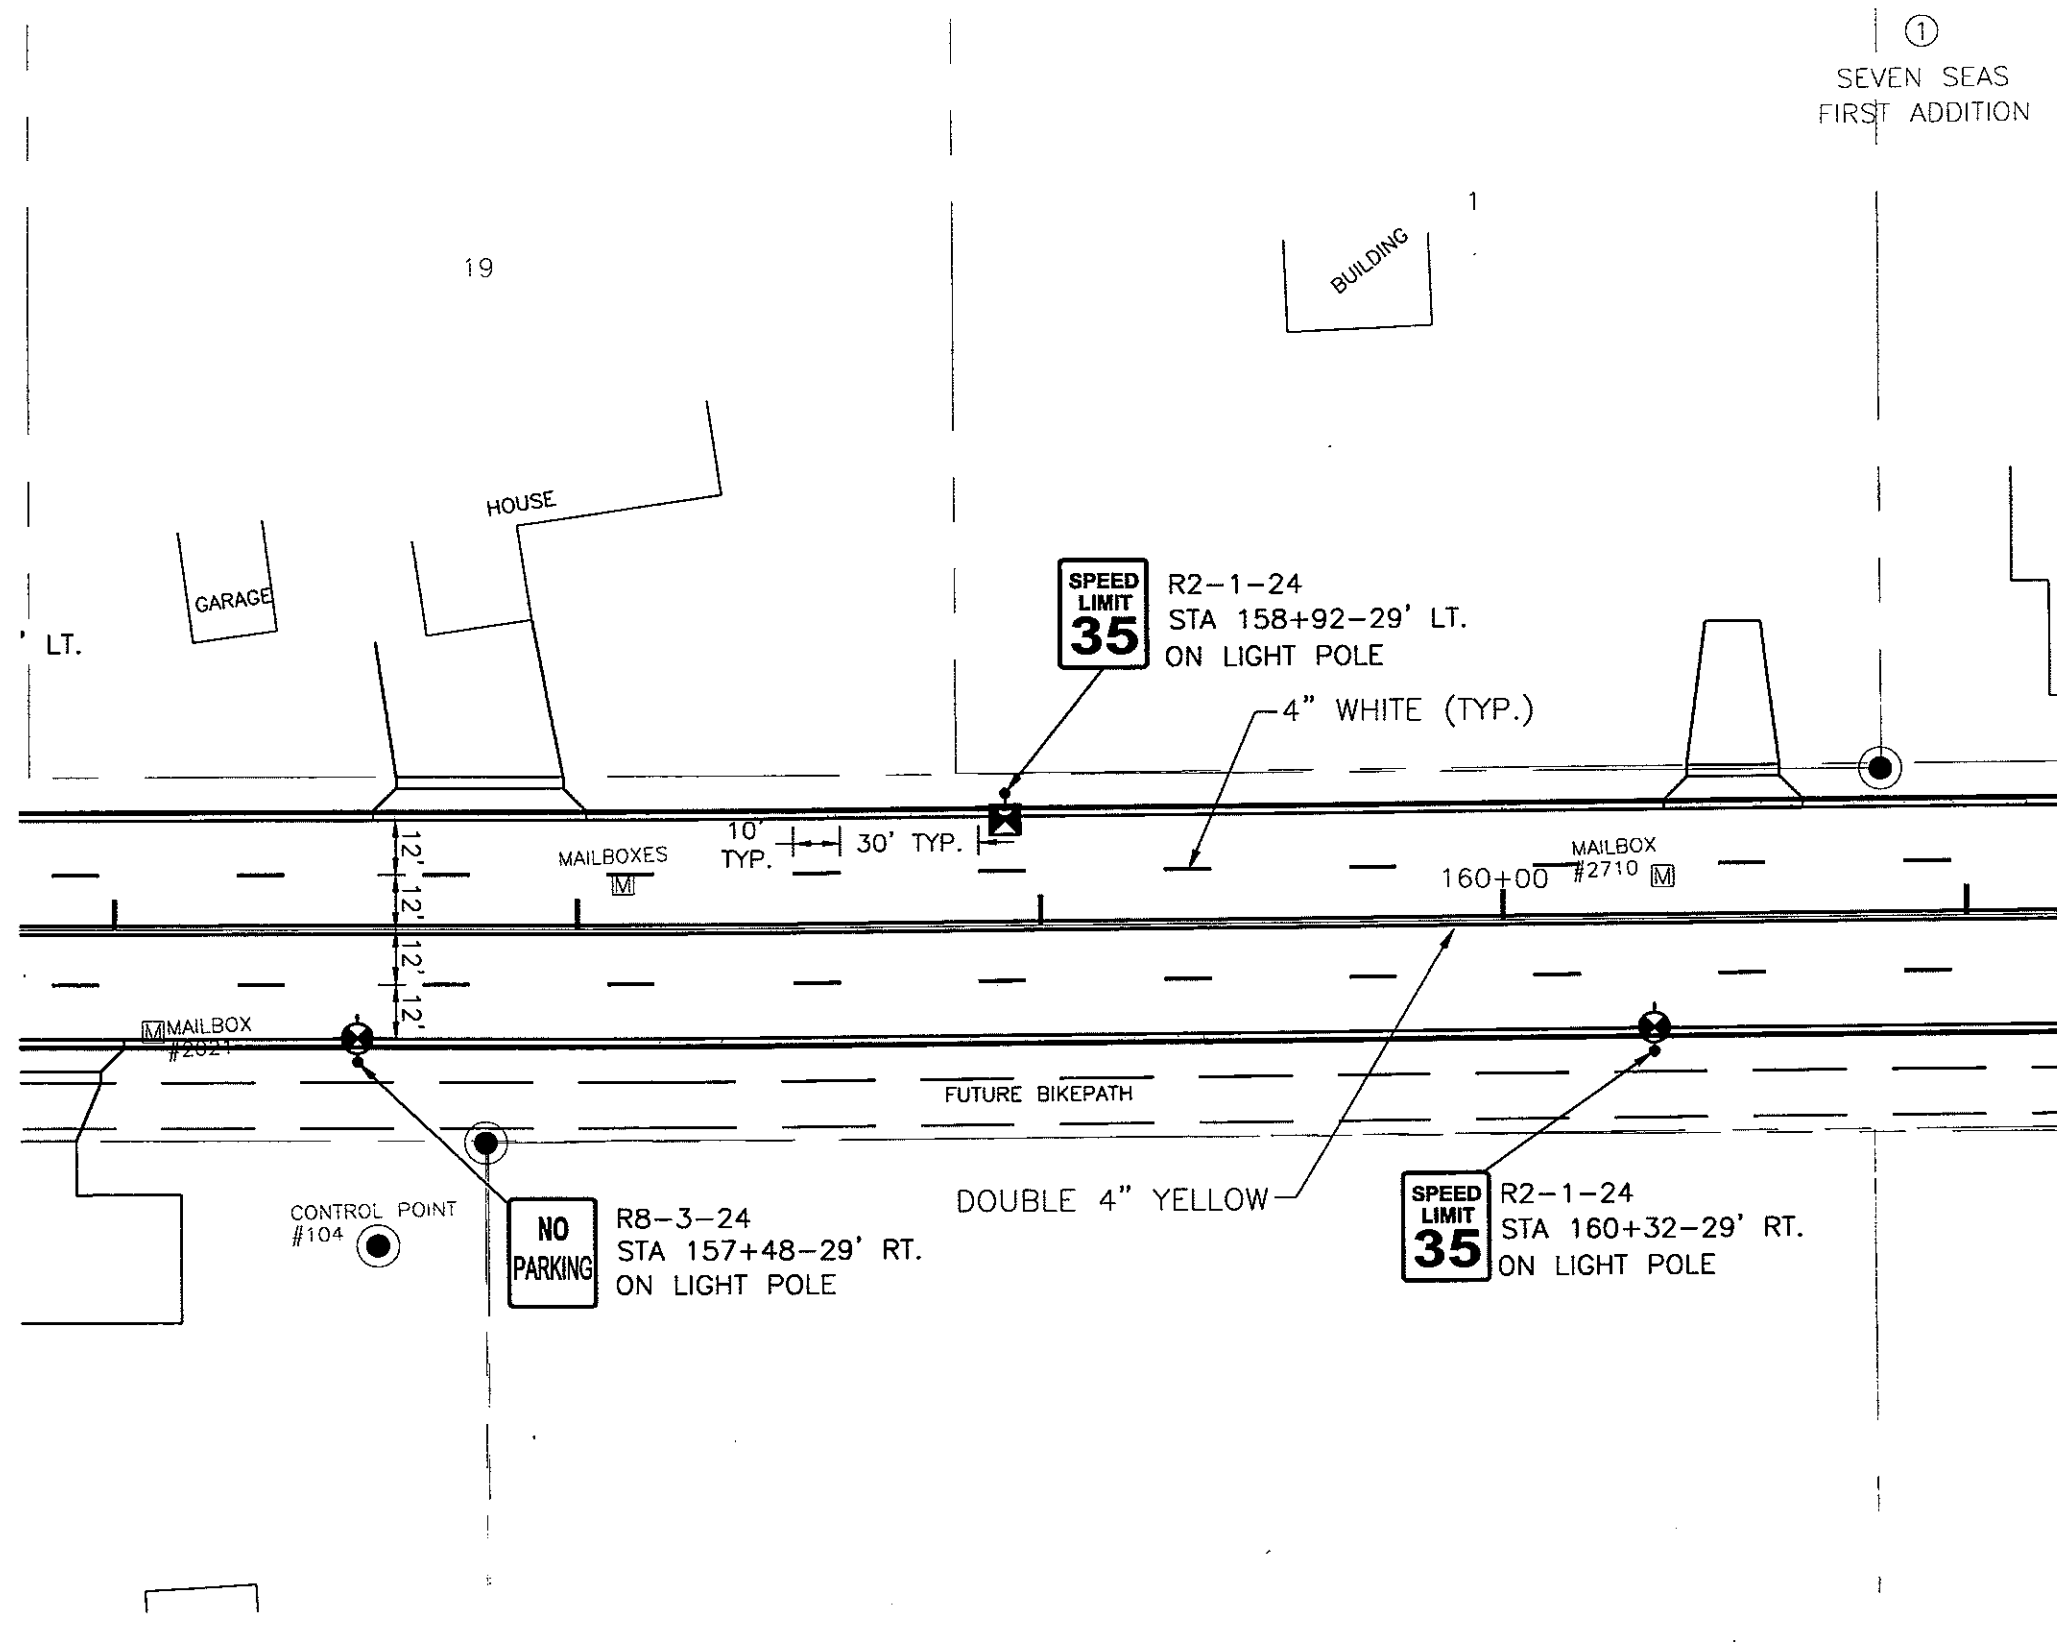 1
SEVEN SEAS
FIRST ADDITION
1
BUILDING
19
HOUSE
GARAGE
' LT.
SPEED
LIMIT
35
R2-1-24
STA 158+92-29' LT.
ON LIGHT POLE
4" WHITE (TYP.)
12'
12'
12'
12'
MAILBOXES
M
10'
TYP.
30' TYP.
160+00
MAILBOX
#2710 M
M MAILBOX
FUTURE BIKEPATH
DOUBLE 4" YELLOW
CONTROL POINT
#104
NO
PARKING
R8-3-24
STA 157+48-29' RT.
ON LIGHT POLE
SPEED
LIMIT
35
R2-1-24
STA 160+32-29' RT.
ON LIGHT POLE